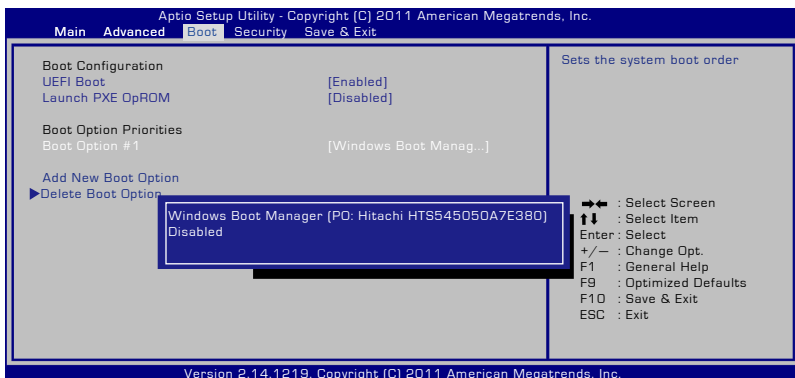 Aptio Setup Utility - Copyright (C) 2011 American Megatrends, Inc.
Main Advanced Boot Security Save & Exit
Boot Configuration
UEFI Boot [Enabled]
Launch PXE OpROM [Disabled]
Boot Option Priorities
Boot Option #1 [Windows Boot Manag...]
Add New Boot Option
Delete Boot Option
Windows Boot Manager (PO: Hitachi HTS545050A7E380)
Disabled
Sets the system boot order
→← : Select Screen
↑↓ : Select Item
Enter : Select
+/— : Change Opt.
F1 : General Help
F9 : Optimized Defaults
F10 : Save & Exit
ESC : Exit
Version 2.14.1219. Copyright (C) 2011 American Megatrends, Inc.